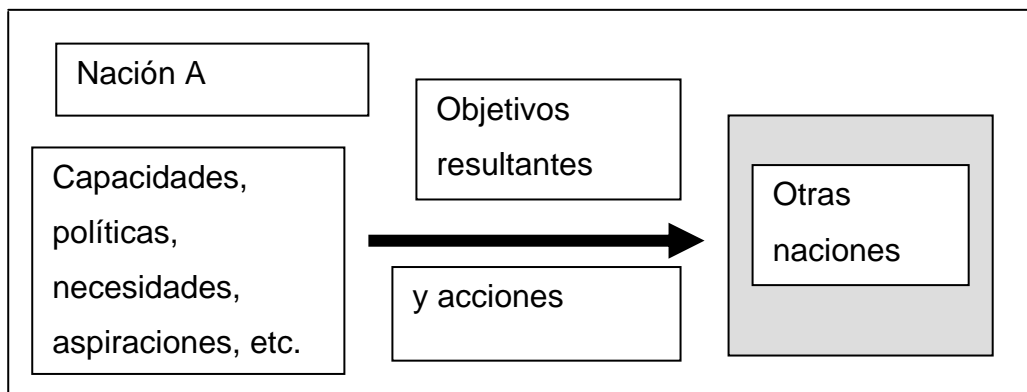 Nación A
Capacidades,
políticas,
necesidades,
aspiraciones, etc.
Objetivos
resultantes
y acciones
Otras
naciones